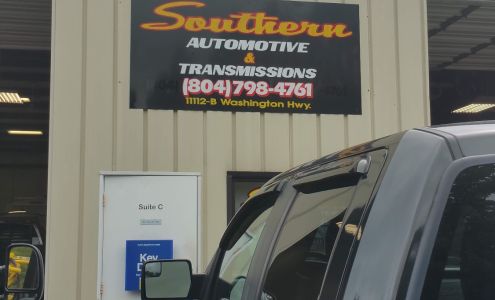 Southern
AUTOMOTIVE
&
TRANSMISSIONS
(804) 798-4761
11112-B Washington Hwy.
Suite C
Key